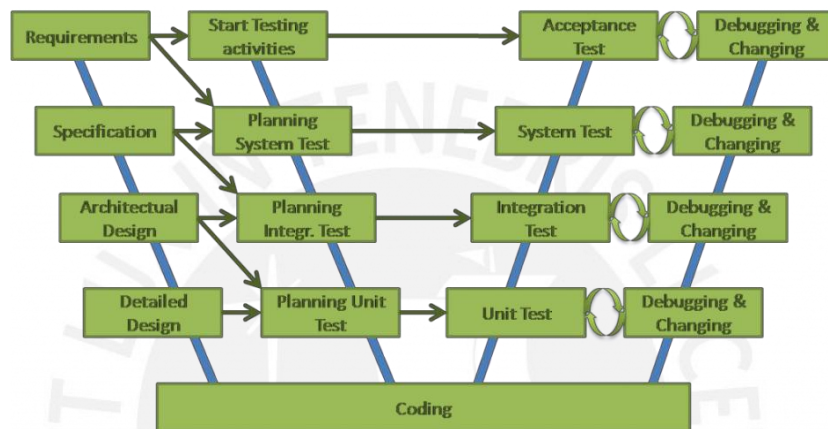 Requirements
Start Testing
activities
Acceptance
Test
Debugging &
Changing
Specification
Planning
System Test
System Test
Debugging &
Changing
Architectual
Design
Planning
Integr. Test
Integration
Test
Debugging &
Changing
Detailed
Design
Planning Unit
Test
Unit Test
Debugging &
Changing
Coding